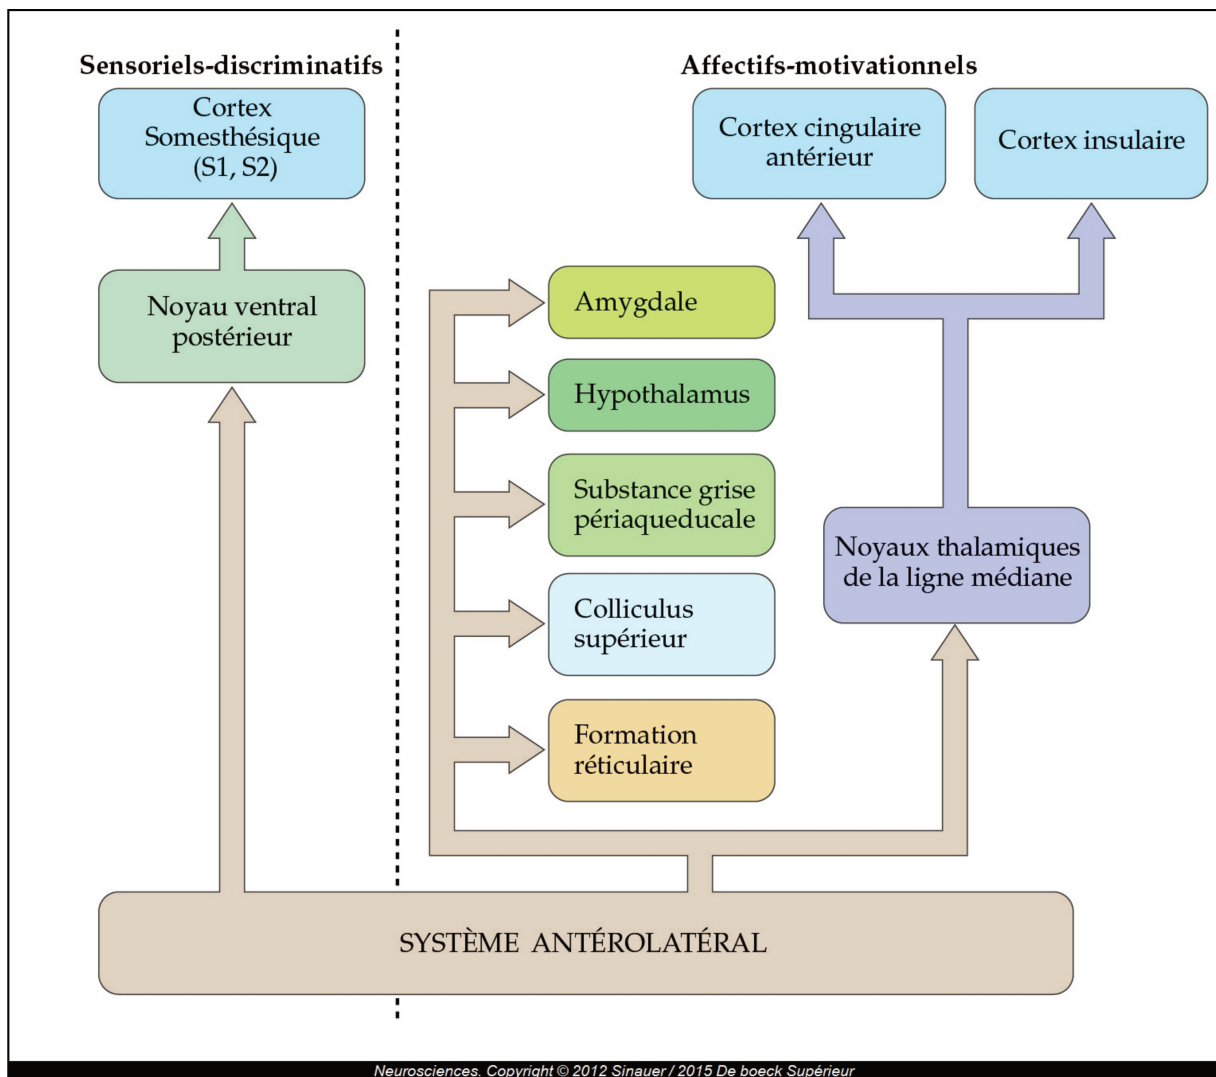 Sensoriels-discriminatifs
Cortex
Somesthésique
(S1, S2)
Noyau ventral
postérieur
Affectifs-motivationnels
Cortex cingulaire
antérieur
Cortex insulaire
Amygdale
Hypothalamus
Substance grise
périaqueducale
Colliculus
supérieur
Formation
réticulaire
Noyaux thalamiques
de la ligne médiane
SYSTÈME ANTÉROLATÉRAL
Neurosciences. Copyright © 2012 Sinauer / 2015 De boeck Supérieur